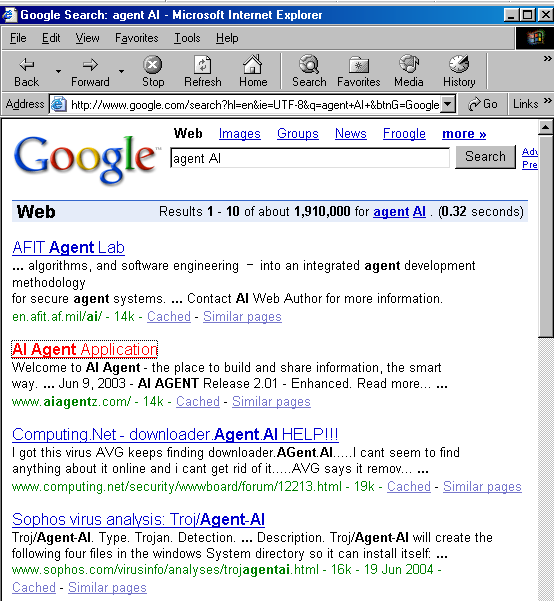 Google Search: agent AI - Microsoft Internet Explorer
File Edit View Favorites Tools Help
Back Forward Stop Refresh Home Search Favorites Media History
Address http://www.google.com/search?hl=en&ie=UTF-8&q=agent+AI+&btnG=Google Go Links »
Web Images Groups News Froogle more »
Google™
agent AI Search Adv
Pre
Web Results 1 - 10 of about 1,910,000 for agent AI . (0.32 seconds)
AFIT Agent Lab
... algorithms, and software engineering – into an integrated agent development
methodology
for secure agent systems. ... Contact AI Web Author for more information.
en.afit.af.mil/ai/ - 14k - Cached - Similar pages
AI Agent Application
Welcome to AI Agent - the place to build and share information, the smart
way. ... Jun 9, 2003 - AI AGENT Release 2.01 - Enhanced. Read more... ...
www.aiagentz.com/ - 14k - Cached - Similar pages
Computing.Net - downloader.Agent.AI HELP!!!
I got this virus AVG keeps finding downloader.AGent.AI.....I cant seem to find
anything about it online and i cant get rid of it.....AVG says it remov... ...
www.computing.net/security/wwwboard/forum/12213.html - 19k - Cached - Similar pages
Sophos virus analysis: Troj/Agent-AI
Troj/Agent-AI. Type. Trojan. Detection. ... Description. Troj/Agent-AI will create the
following four files in the windows System directory so it can install itself: ...
www.sophos.com/virusinfo/analyses/trojagentai.html - 16k - 19 Jun 2004 -
Cached - Similar pages